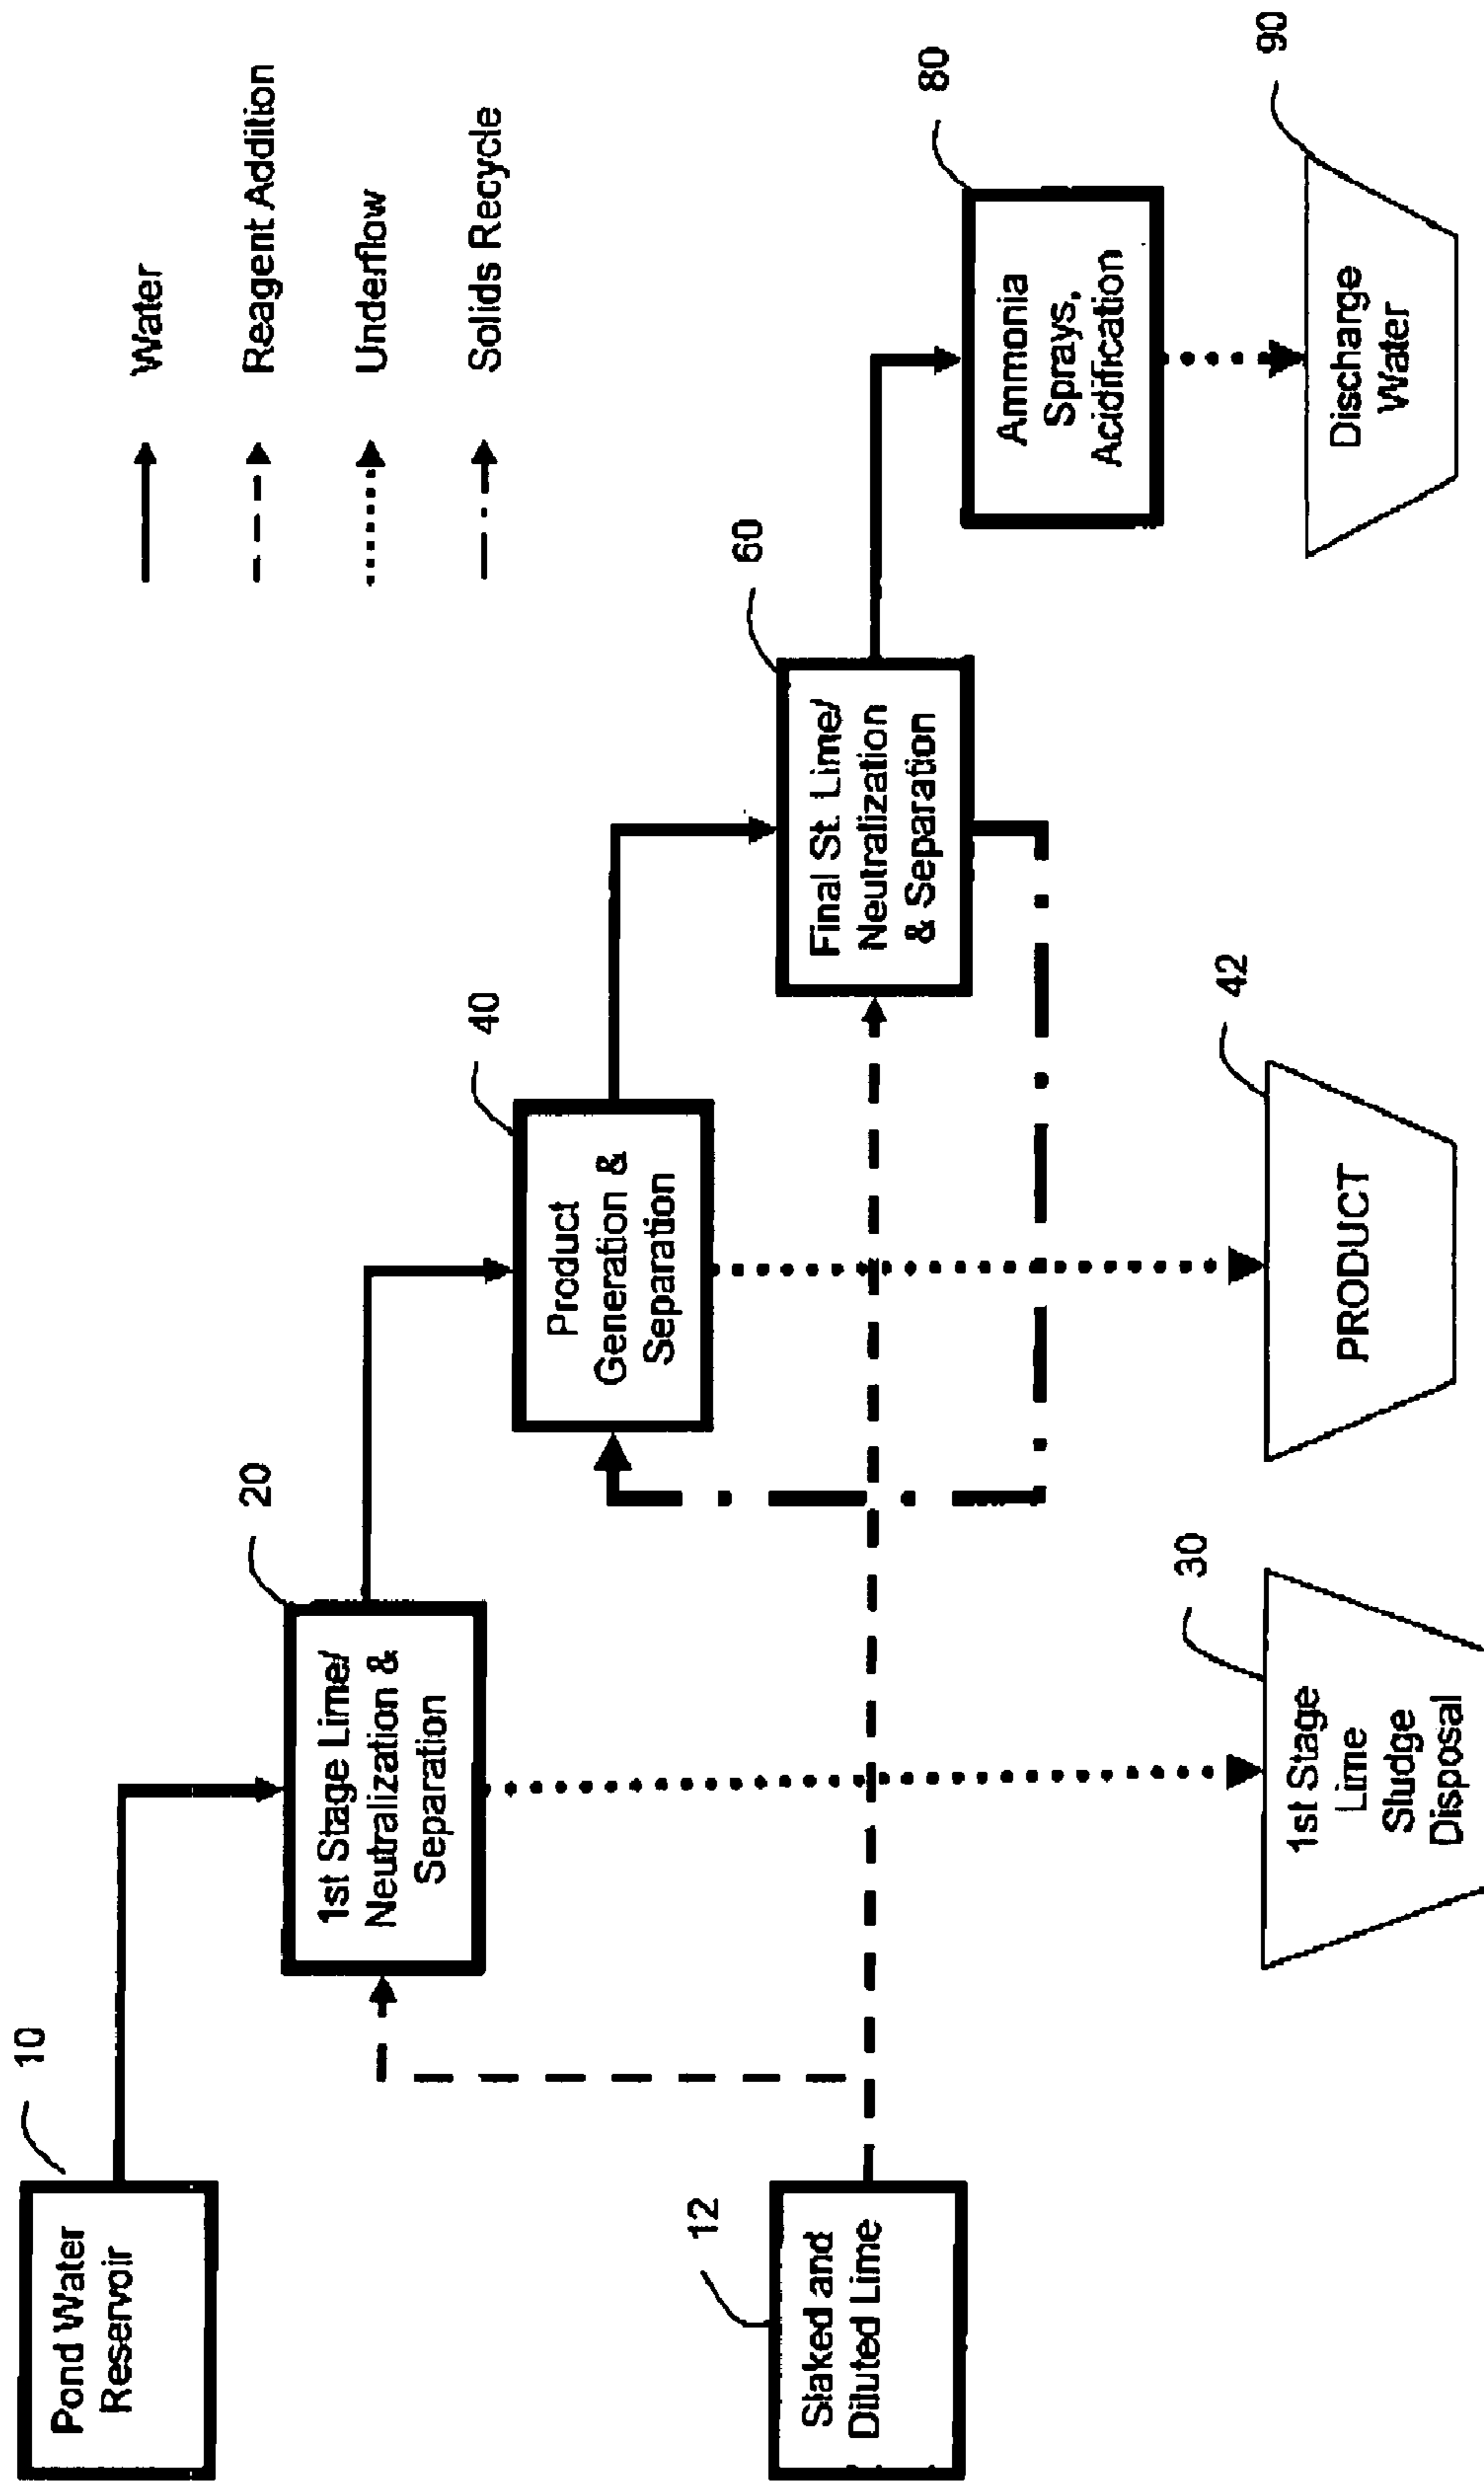 10
Pond Water
Reservoir
12
Slaked and
Diluted Lime
20
1st Stage Lime/
Neutralization &
Separation
30
1st Stage
Lime
Sludge
Disposal
40
Product
Generation &
Separation
42
PRODUCT
60
Final St. Lime/
Neutralization
& Separation
80
Ammonia
Sprays,
Acidification
90
Discharge
Water
Water
Reagent Addition
Underflow
Solids Recycle